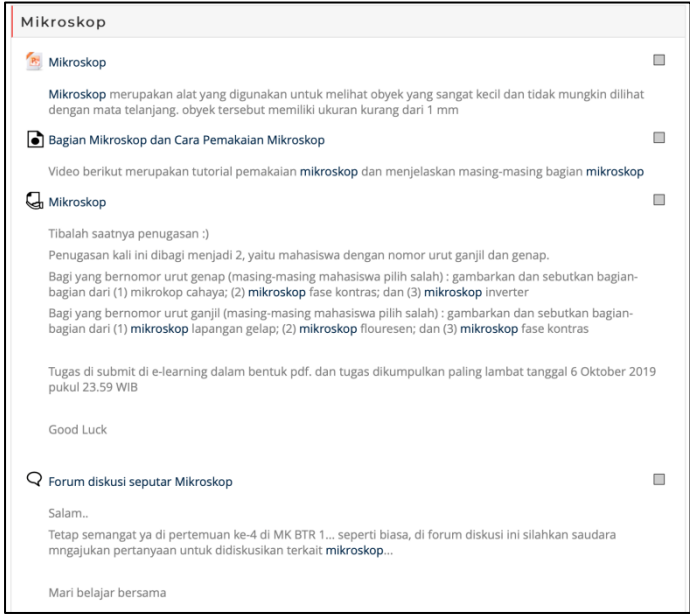 Mikroskop
Mikroskop
Mikroskop merupakan alat yang digunakan untuk melihat obyek yang sangat kecil dan tidak mungkin dilihat
dengan mata telanjang. obyek tersebut memiliki ukuran kurang dari 1 mm
Bagian Mikroskop dan Cara Pemakaian Mikroskop
Video berikut merupakan tutorial pemakaian mikroskop dan menjelaskan masing-masing bagian mikroskop
Mikroskop
Tibalah saatnya penugasan :)
Penugasan kali ini dibagi menjadi 2, yaitu mahasiswa dengan nomor urut ganjil dan genap.
Bagi yang bernomor urut genap (masing-masing mahasiswa pilih salah) : gambarkan dan sebutkan bagian-
bagian dari (1) mikrokop cahaya; (2) mikroskop fase kontras; dan (3) mikroskop inverter
Bagi yang bernomor urut ganjil (masing-masing mahasiswa pilih salah) : gambarkan dan sebutkan bagian-
bagian dari (1) mikroskop lapangan gelap; (2) mikroskop flouresen; dan (3) mikroskop fase kontras
Tugas di submit di e-learning dalam bentuk pdf. dan tugas dikumpulkan paling lambat tanggal 6 Oktober 2019
pukul 23.59 WIB
Good Luck
Forum diskusi seputar Mikroskop
Salam..
Tetap semangat ya di pertemuan ke-4 di MK BTR 1... seperti biasa, di forum diskusi ini silahkan saudara
mngajukan pertanyaan untuk didiskusikan terkait mikroskop...
Mari belajar bersama